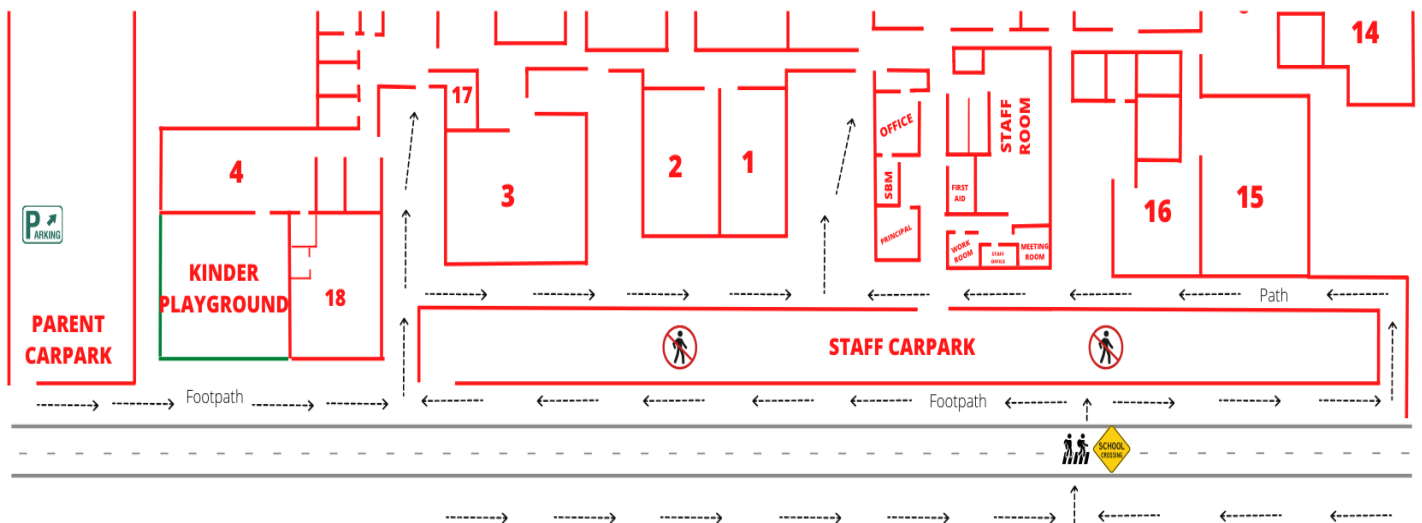 14
17
OFFICE
STAFF
ROOM
4
2
1
3
SBM
FIRST
AID
16
15
PARKING
PRINCIPAL
WORK
ROOM
STAFF
OFFICE
MEETING
ROOM
KINDER
PLAYGROUND
18
Path
PARENT
CARPARK
STAFF CARPARK
Footpath
Footpath
SCHOOL
CROSSING